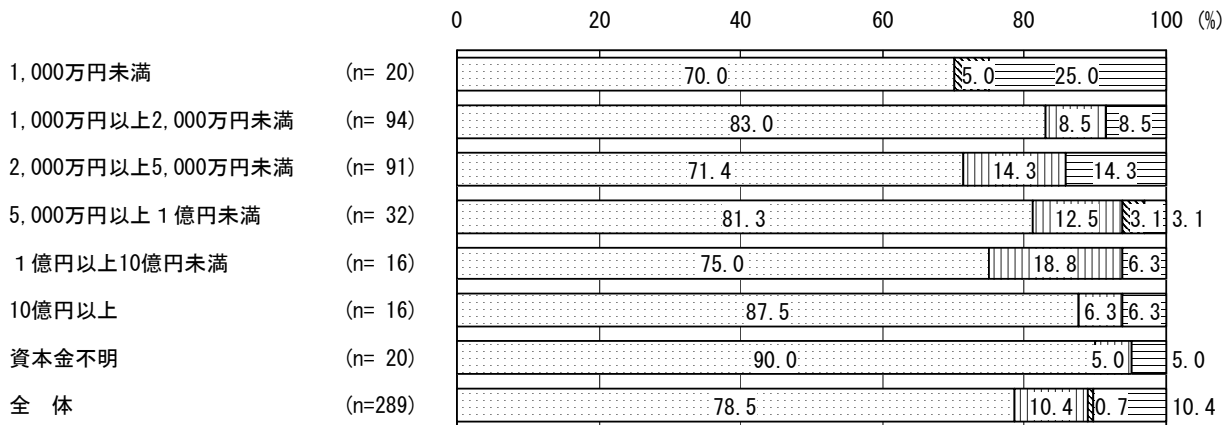 0 20 40 60 80 100 (%)
1,000万円未満 (n= 20) 70.0 5.0 25.0
1,000万円以上2,000万円未満 (n= 94) 83.0 8.5 8.5
2,000万円以上5,000万円未満 (n= 91) 71.4 14.3 14.3
5,000万円以上１億円未満 (n= 32) 81.3 12.5 3.1 3.1
１億円以上10億円未満 (n= 16) 75.0 18.8 6.3
10億円以上 (n= 16) 87.5 6.3 6.3
資本金不明 (n= 20) 90.0 5.0 5.0
全　体 (n=289) 78.5 10.4 0.7 10.4